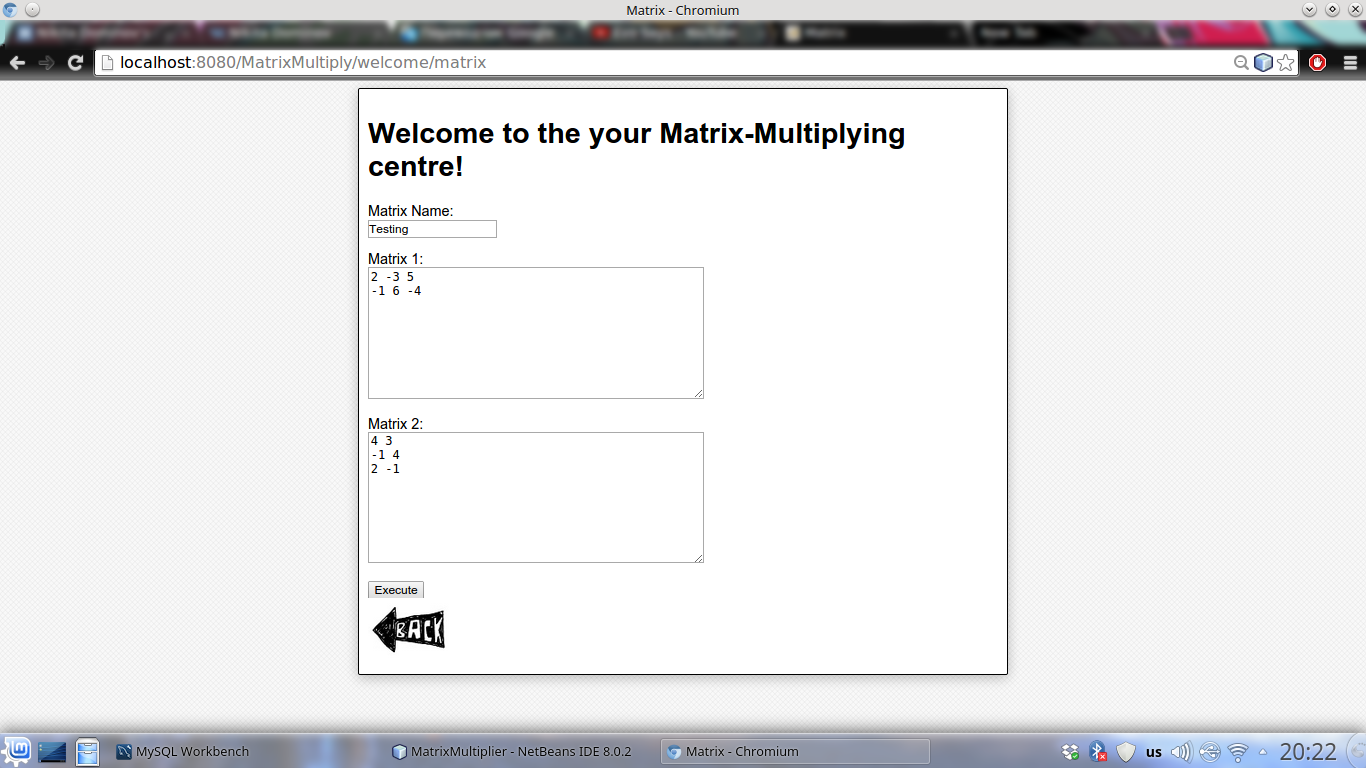 Matrix - Chromium
localhost:8080/MatrixMultiply/welcome/matrix
Welcome to the your Matrix-Multiplying
centre!
Matrix Name:
Testing
Matrix 1:
2 -3 5
-1 6 -4
Matrix 2:
4 3
-1 4
2 -1
Execute
BACK
MySQL Workbench
MatrixMultiplier - NetBeans IDE 8.0.2
Matrix - Chromium
us
20:22